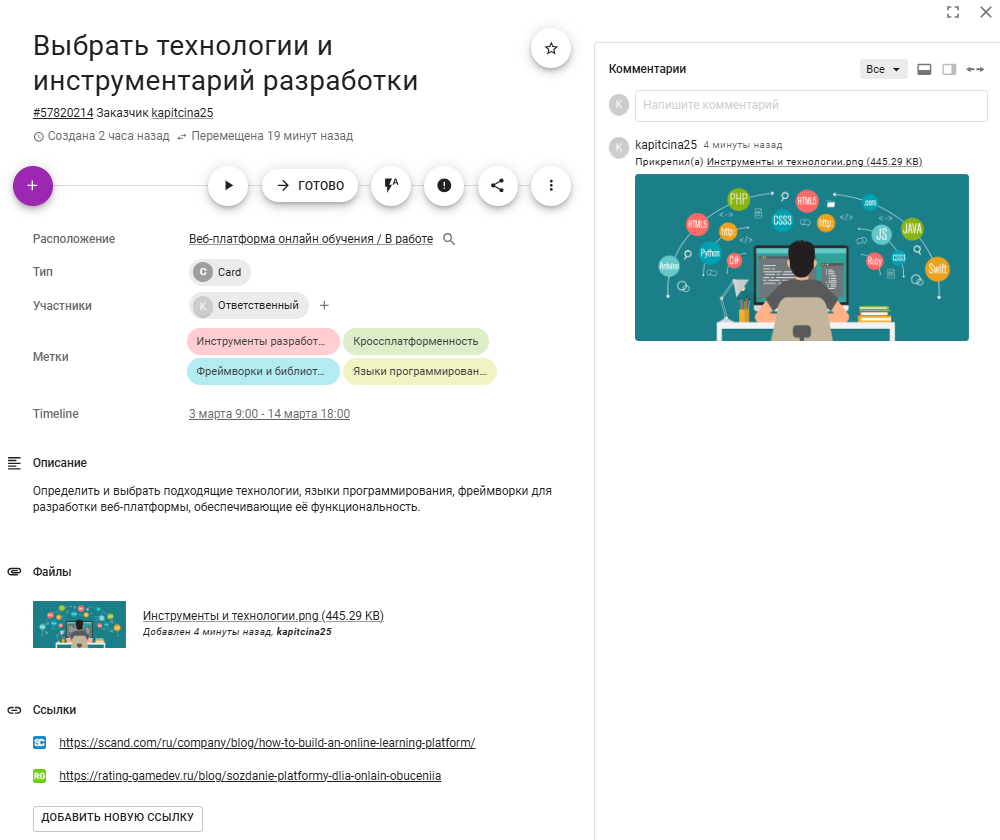 Выбрать технологии и
инструментарий разработки
#57820214 Заказчик kapitcina25
Создана 2 часа назад Перемещена 19 минут назад
+
ГОТОВО
Расположение Веб-платформа онлайн обучения / В работе
Тип C Card
Участники K Ответственный +
Метки
Инструменты разработ... Кроссплатформенность
Фреймворки и библиот... Языки программирован...
Timeline 3 марта 9:00 - 14 марта 18:00
Описание
Определить и выбрать подходящие технологии, языки программирования, фреймворки для
разработки веб-платформы, обеспечивающие её функциональность.
Файлы
Инструменты и технологии.png (445.29 KB)
Добавлен 4 минуты назад, kapitcina25
Ссылки
SC https://scand.com/ru/company/blog/how-to-build-an-online-learning-platform/
RG https://rating-gamedev.ru/blog/sozdanie-platformy-dlia-onlain-obuceniia
ДОБАВИТЬ НОВУЮ ССЫЛКУ
Комментарии Все
K Напишите комментарий
K kapitcina25 4 минуты назад
Прикрепил(а) Инструменты и технологии.png (445.29 KB)
PHP HTML5 .com
HTML5 http: CSS3 http: JS JAVA
Arduino Python C# Ruby CSS3 Swift